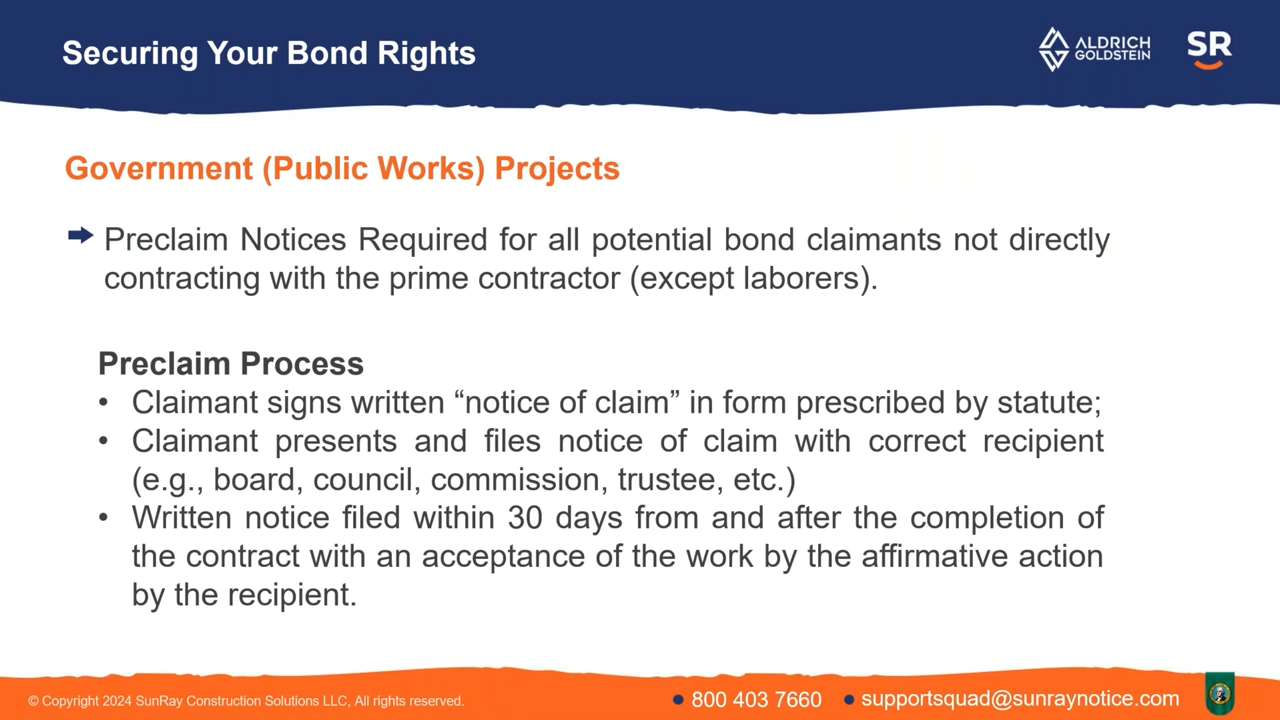 Securing Your Bond Rights
ALDRICH
GOLDSTEIN
SR
Government (Public Works) Projects
Preclaim Notices Required for all potential bond claimants not directly
contracting with the prime contractor (except laborers).
Preclaim Process
• Claimant signs written “notice of claim” in form prescribed by statute;
• Claimant presents and files notice of claim with correct recipient
(e.g., board, council, commission, trustee, etc.)
• Written notice filed within 30 days from and after the completion of
the contract with an acceptance of the work by the affirmative action
by the recipient.
© Copyright 2024 SunRay Construction Solutions LLC, All rights reserved.
• 800 403 7660 • supportsquad@sunraynotice.com